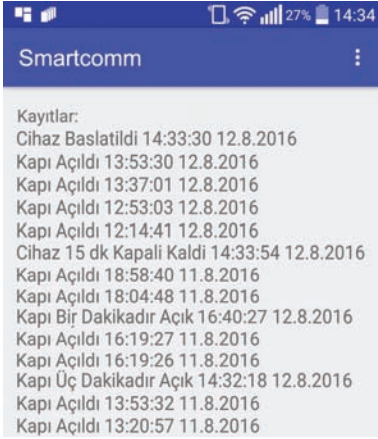 27% 14:34
Smartcomm
Kayıtlar:
Cihaz Baslatildi 14:33:30 12.8.2016
Kapı Açıldı 13:53:30 12.8.2016
Kapı Açıldı 13:37:01 12.8.2016
Kapı Açıldı 12:53:03 12.8.2016
Kapı Açıldı 12:14:41 12.8.2016
Cihaz 15 dk Kapali Kaldi 14:33:54 12.8.2016
Kapı Açıldı 18:58:40 11.8.2016
Kapı Açıldı 18:04:48 11.8.2016
Kapı Bir Dakikadır Açık 16:40:27 12.8.2016
Kapı Açıldı 16:19:27 11.8.2016
Kapı Açıldı 16:19:26 11.8.2016
Kapı Üç Dakikadır Açık 14:32:18 12.8.2016
Kapı Açıldı 13:53:32 11.8.2016
Kapı Açıldı 13:20:57 11.8.2016